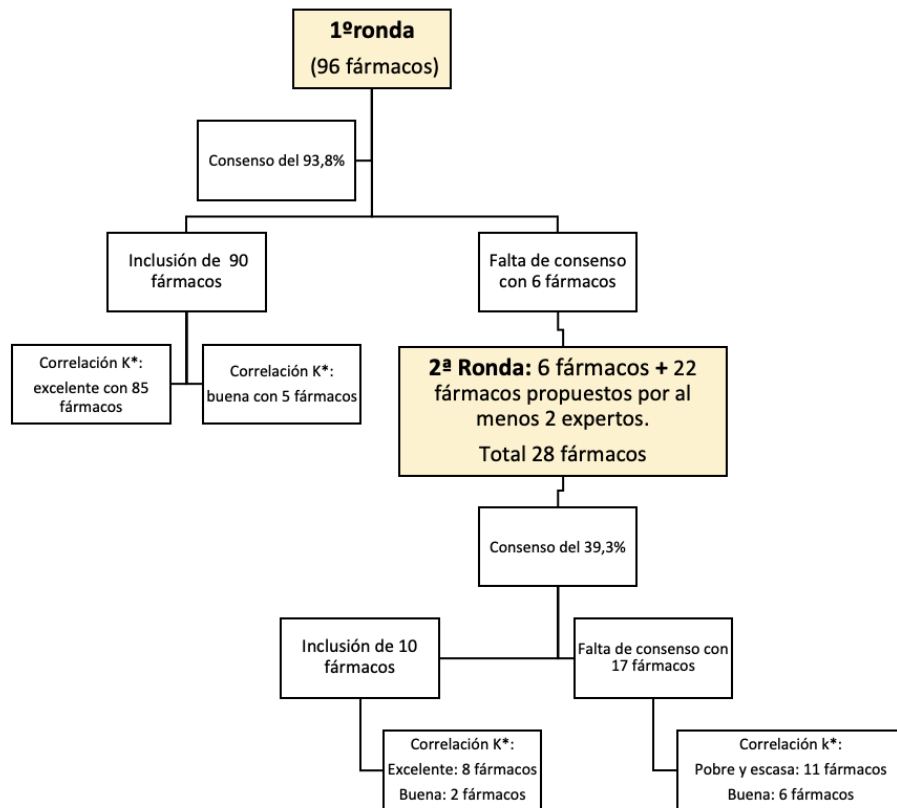 1ºronda
(96 fármacos)
Consenso del 93,8%
Inclusión de 90
fármacos
Falta de consenso
con 6 fármacos
Correlación K*:
excelente con 85
fármacos
Correlación K*:
buena con 5 fármacos
2ª Ronda: 6 fármacos + 22
fármacos propuestos por al
menos 2 expertos.
Total 28 fármacos
Consenso del 39,3%
Inclusión de 10
fármacos
Falta de consenso con
17 fármacos
Correlación K*:
Excelente: 8 fármacos
Buena: 2 fármacos
Correlación k*:
Pobre y escasa: 11 fármacos
Buena: 6 fármacos